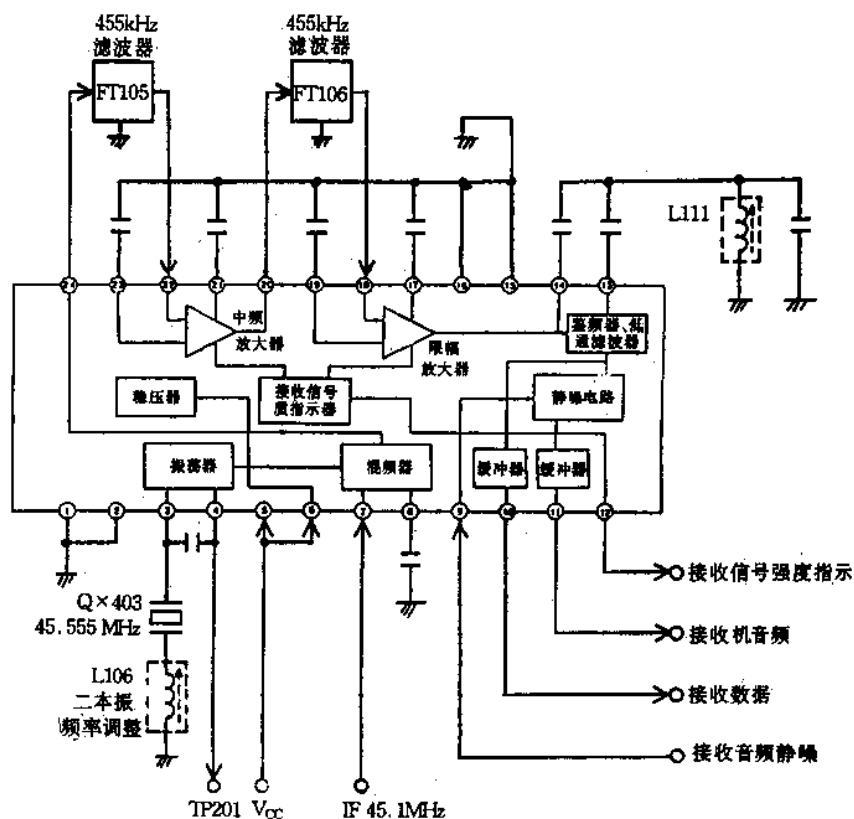 455kHz
滤波器
FT105
455kHz
滤波器
FT106
L111
24
23
22
21
20
19
18
17
16
15
14
13
中频
放大器
限幅
放大器
鉴频器、低
通滤波器
稳压器
接收信号
质指示器
静噪电路
振荡器
混频器
缓冲器
缓冲器
1
2
3
4
5
6
7
8
9
10
11
12
Q×403
45.555 MHz
L106
二本振
频率调整
接收信号强度指示
接收机音频
接收数据
接收音频静噪
TP201
VCC
IF 45.1MHz